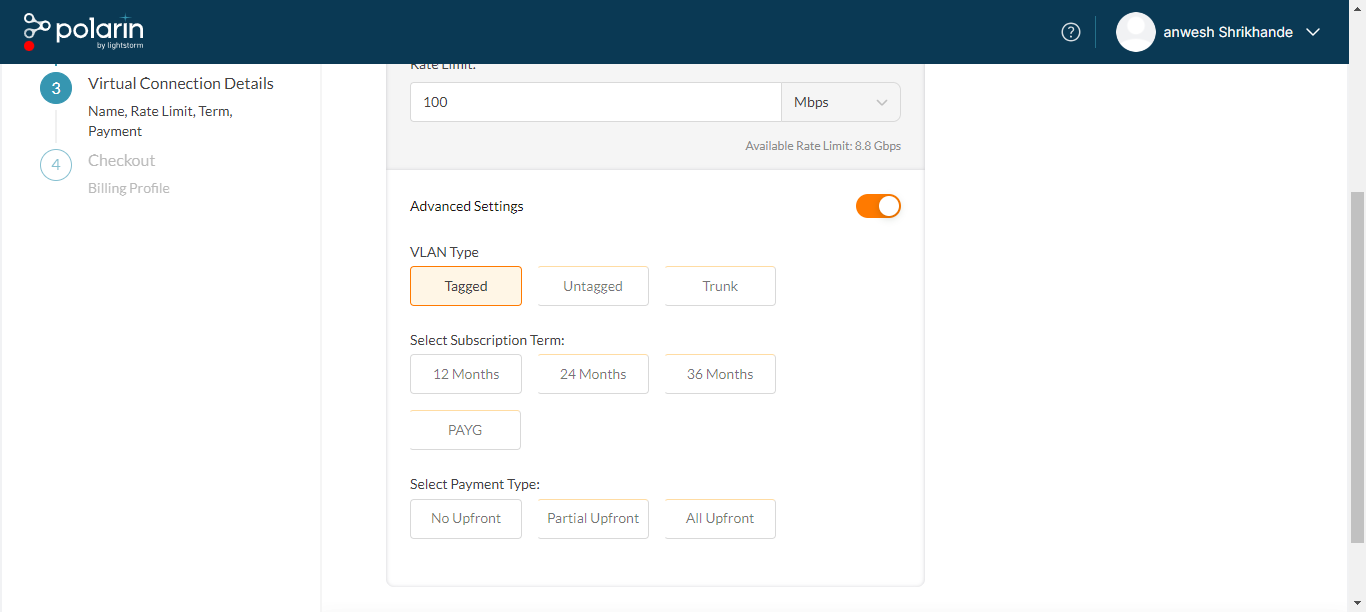 polarin
by lightstorm
?
anwesh Shrikhande
3
Virtual Connection Details
Name, Rate Limit, Term,
Payment
4
Checkout
Billing Profile
Rate Limit:
100
Mbps
Available Rate Limit: 8.8 Gbps
Advanced Settings
VLAN Type
Tagged Untagged Trunk
Select Subscription Term:
12 Months 24 Months 36 Months
PAYG
Select Payment Type:
No Upfront Partial Upfront All Upfront